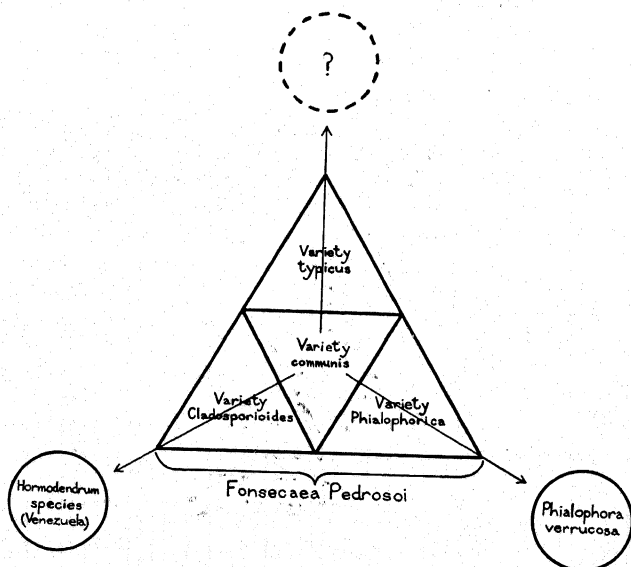 ?
Variety
typicus
Variety
communis
Variety
Cladosporioides
Variety
Phialophorica
Fonsecaea Pedrosoi
Hormodendrum
species
(Venezuela)
Phialophora
verrucosa